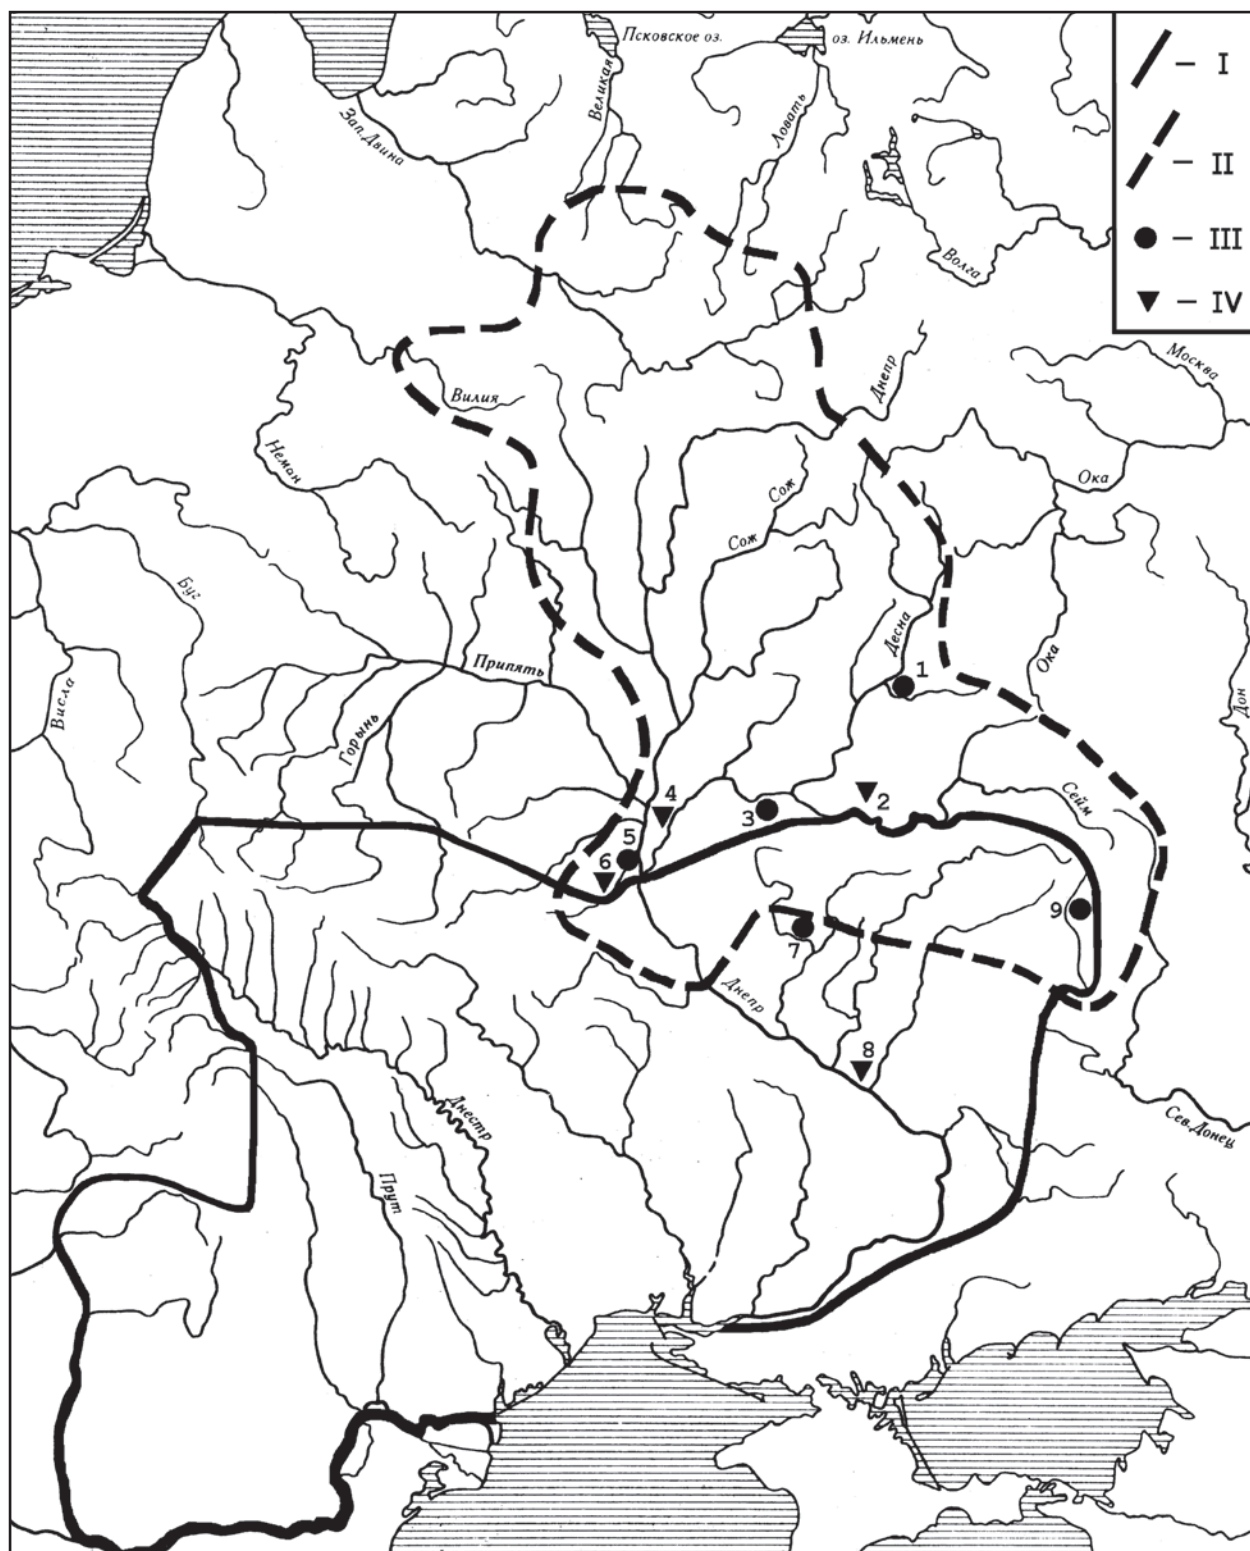 Псковское оз.
оз. Ильмень
Великая
Ловать
Зап. Двина
Волга
— I
— II
— III
— IV
Москва
Днепр
Вилия
Неман
Сож
Сож
Ока
Буг
Десна
Ока
Дон
Висла
Припять
Горынь
1
2
3
4
5
6
Сейм
7
9
Днепр
8
Днестр
Прут
Сев. Донец